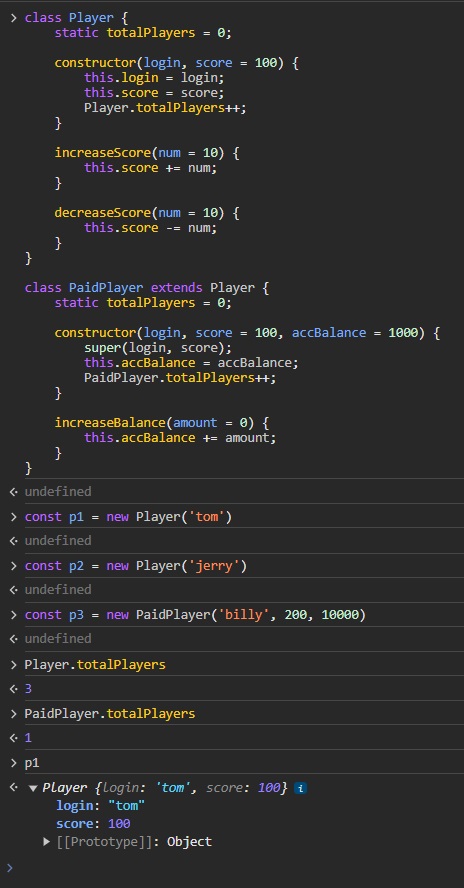 class Player {
    static totalPlayers = 0;
    constructor(login, score = 100) {
        this.login = login;
        this.score = score;
        Player.totalPlayers++;
    }
    increaseScore(num = 10) {
        this.score += num;
    }
    decreaseScore(num = 10) {
        this.score -= num;
    }
}
class PaidPlayer extends Player {
    static totalPlayers = 0;
    constructor(login, score = 100, accBalance = 1000) {
        super(login, score);
        this.accBalance = accBalance;
        PaidPlayer.totalPlayers++;
    }
    increaseBalance(amount = 0) {
        this.accBalance += amount;
    }
}
undefined
const p1 = new Player('tom')
undefined
const p2 = new Player('jerry')
undefined
const p3 = new PaidPlayer('billy', 200, 10000)
undefined
Player.totalPlayers
3
PaidPlayer.totalPlayers
1
p1
Player {login: 'tom', score: 100} i
login: "tom"
score: 100
[[Prototype]]: Object